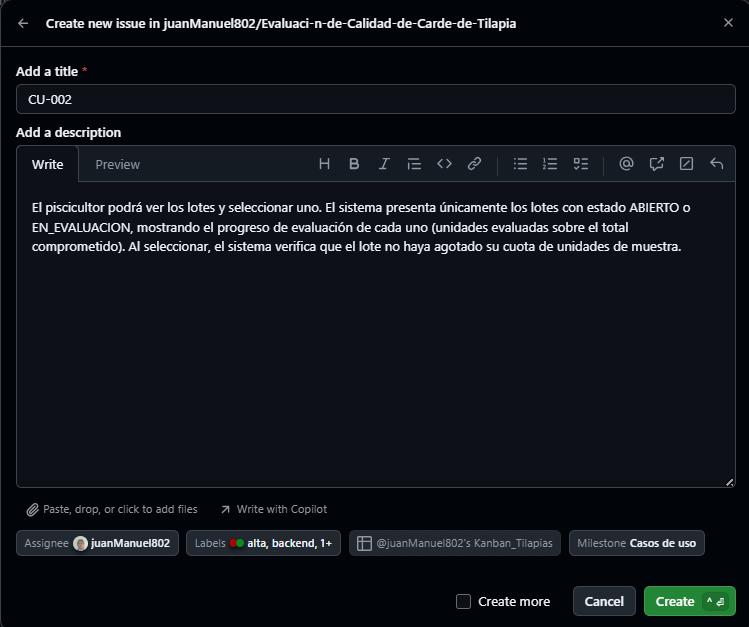 Create new issue in juanManuel802/Evaluaci-n-de-Calidad-de-Carde-de-Tilapia
Add a title *
CU-002
Add a description
Write Preview
El piscicultor podrá ver los lotes y seleccionar uno. El sistema presenta únicamente los lotes con estado ABIERTO o
EN_EVALUACION, mostrando el progreso de evaluación de cada uno (unidades evaluadas sobre el total
comprometido). Al seleccionar, el sistema verifica que el lote no haya agotado su cuota de unidades de muestra.
Paste, drop, or click to add files Write with Copilot
Assignee juanManuel802 Labels alta, backend, 1+ @juanManuel802's Kanban_Tilapias Milestone Casos de uso
Create more Cancel Create